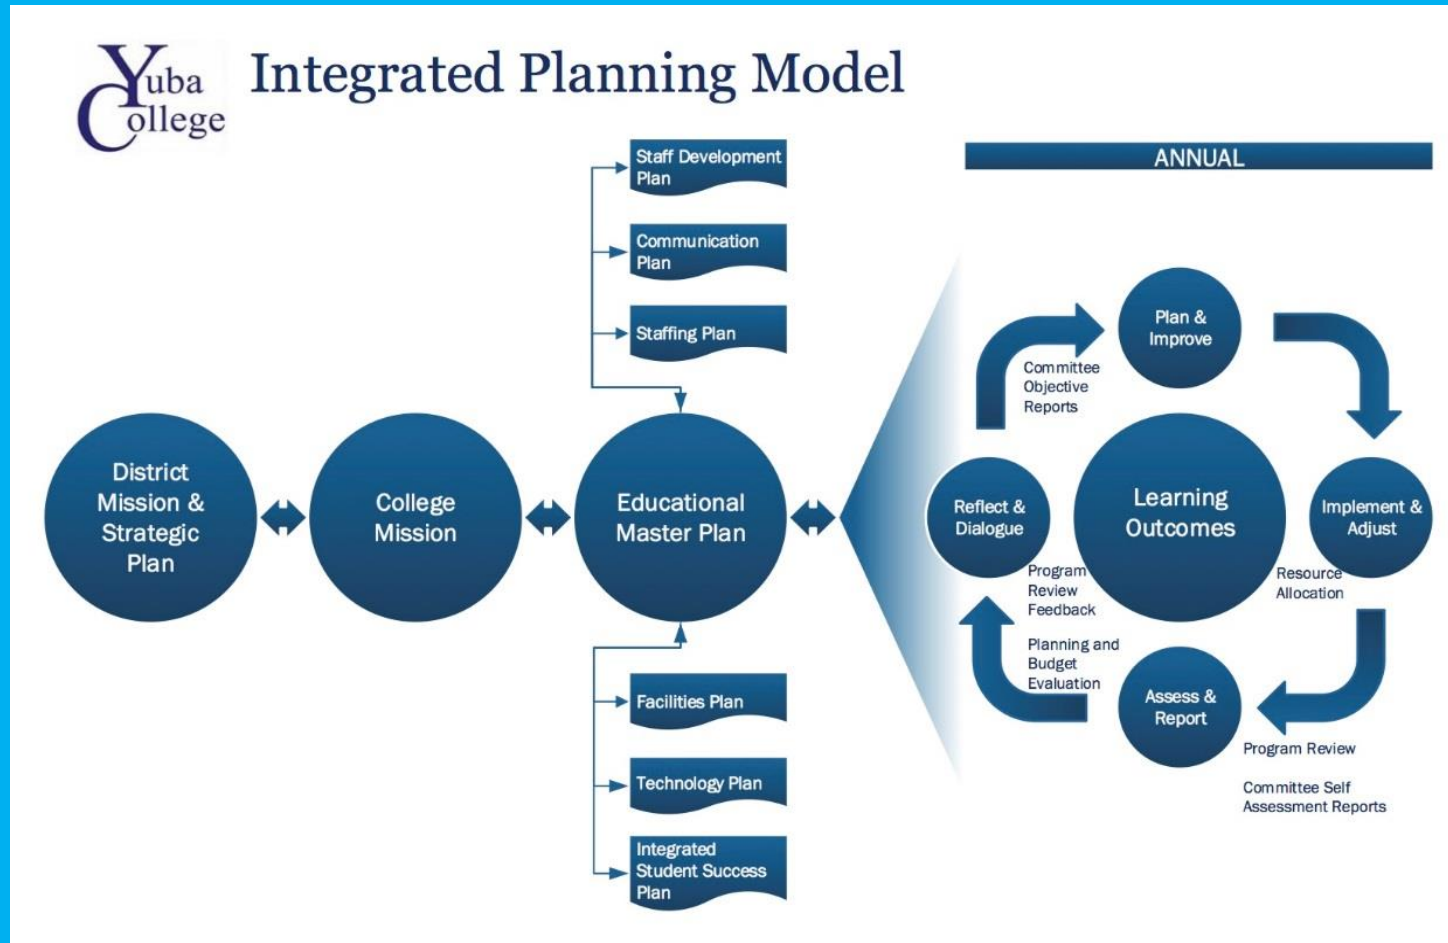 Yuba
College
Integrated Planning Model
Staff Development
Plan
Communication
Plan
Staffing Plan
District
Mission &
Strategic
Plan
College
Mission
Educational
Master Plan
Facilities Plan
Technology Plan
Integrated
Student Success
Plan
ANNUAL
Plan &
Improve
Committee
Objective
Reports
Reflect &
Dialogue
Learning
Outcomes
Implement &
Adjust
Program
Review
Feedback
Resource
Allocation
Planning and
Budget
Evaluation
Assess &
Report
Program Review
Committee Self
Assessment Reports